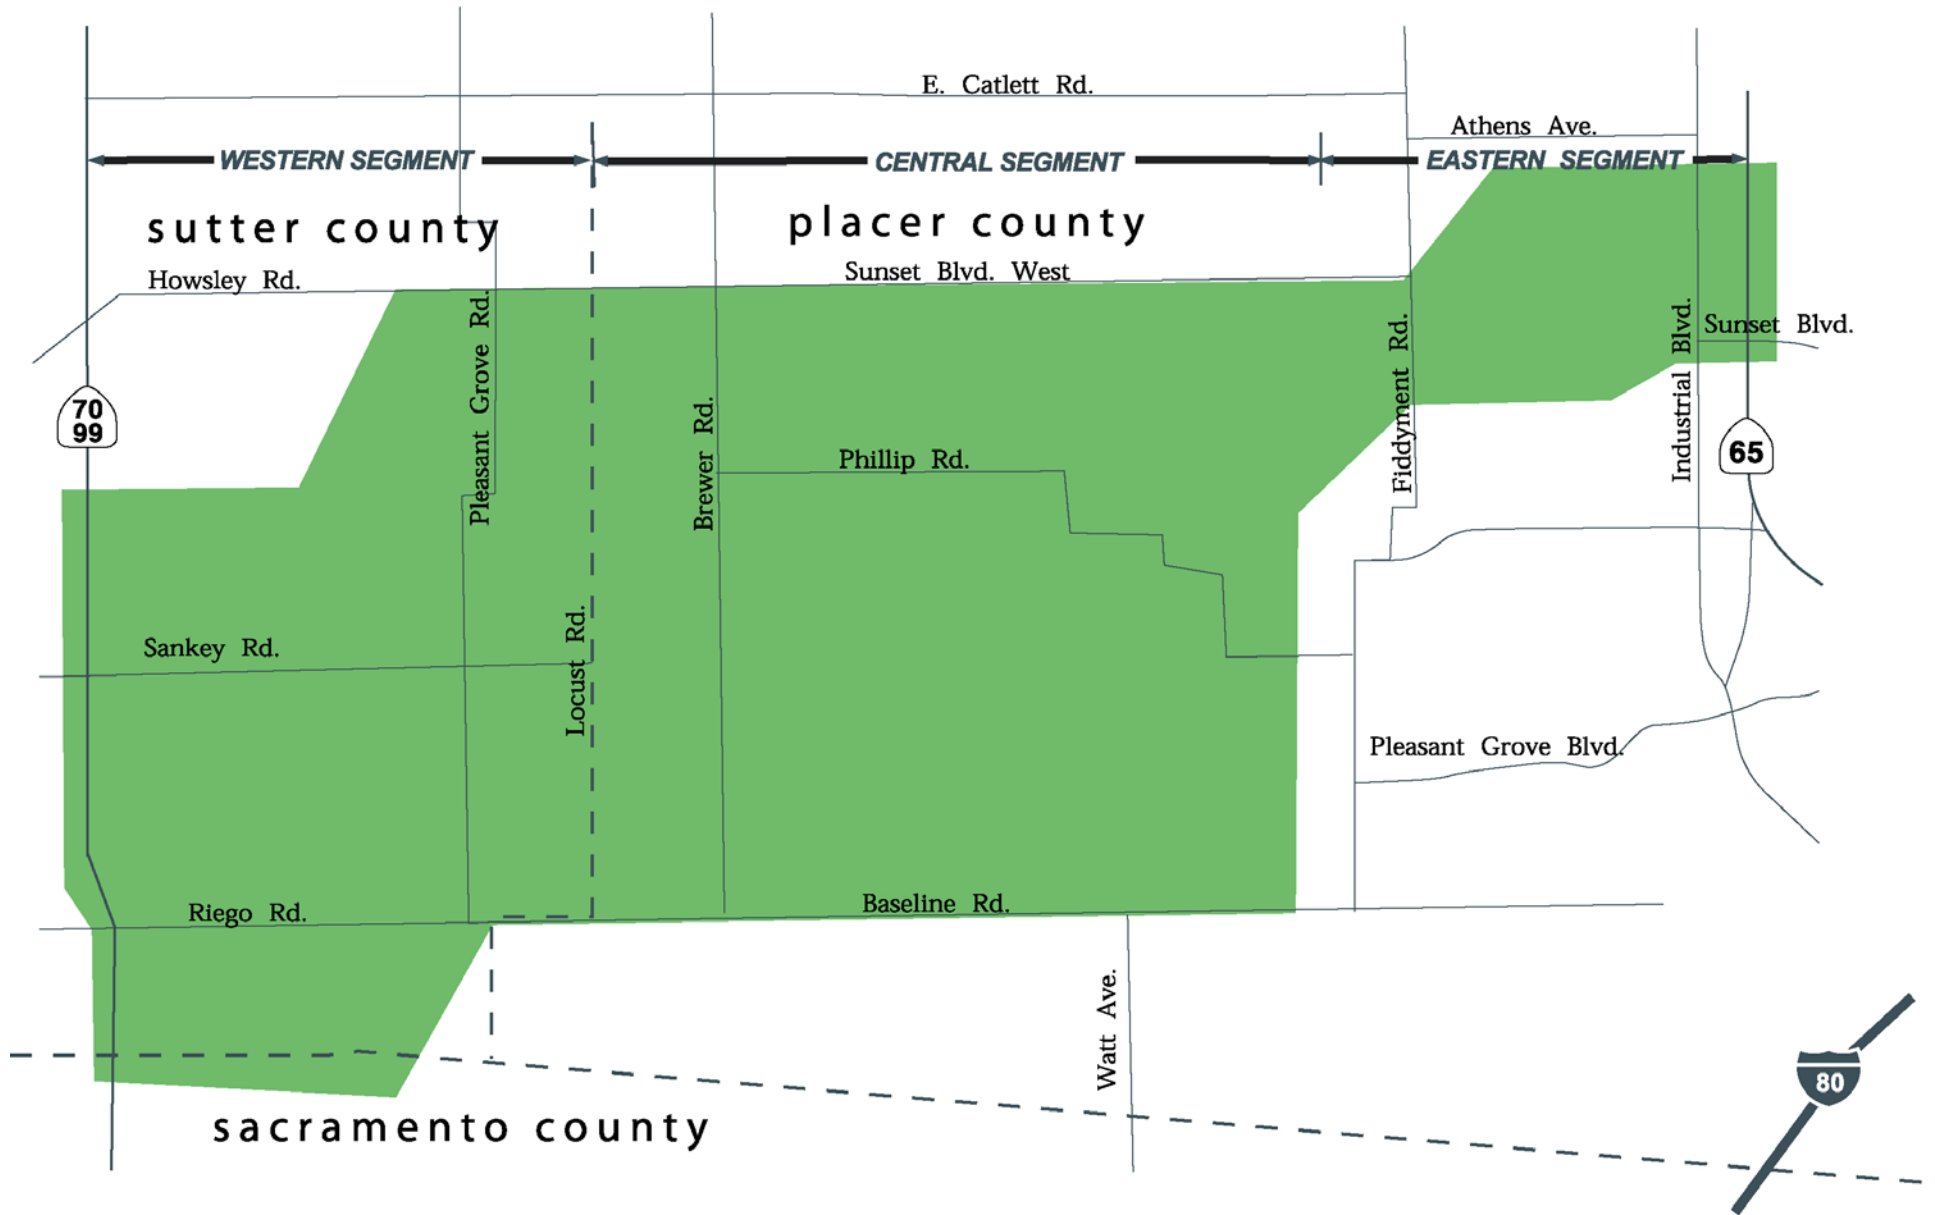 E. Catlett Rd.
Athens Ave.
WESTERN SEGMENT
CENTRAL SEGMENT
EASTERN SEGMENT
sutter county
placer county
Howsley Rd.
Sunset Blvd. West
Sunset Blvd.
Pleasant Grove Rd.
Brewer Rd.
Fiddyment Rd.
Industrial Blvd.
70
99
65
Phillip Rd.
Sankey Rd.
Locust Rd.
Pleasant Grove Blvd.
Riego Rd.
Baseline Rd.
Watt Ave.
80
sacramento county